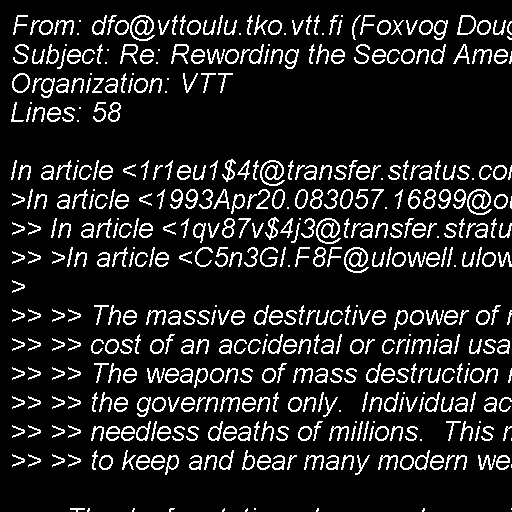 From: dfo@vttoulu.tko.vtt.fi (Foxvog Doug
Subject: Re: Rewording the Second Amer
Organization: VTT
Lines: 58

In article <1r1eu1$4t@transfer.stratus.co
>In article <1993Apr20.083057.16899@ou
>> In article <1qv87v$4j3@transfer.stratu
>> >In article <C5n3GI.F8F@ulowell.ulow
>
>> >> The massive destructive power of
>> >> cost of an accidental or crimial usa
>> >> The weapons of mass destruction
>> >> the government only.  Individual ac
>> >> needless deaths of millions.  This
>> >> to keep and bear many modern wea